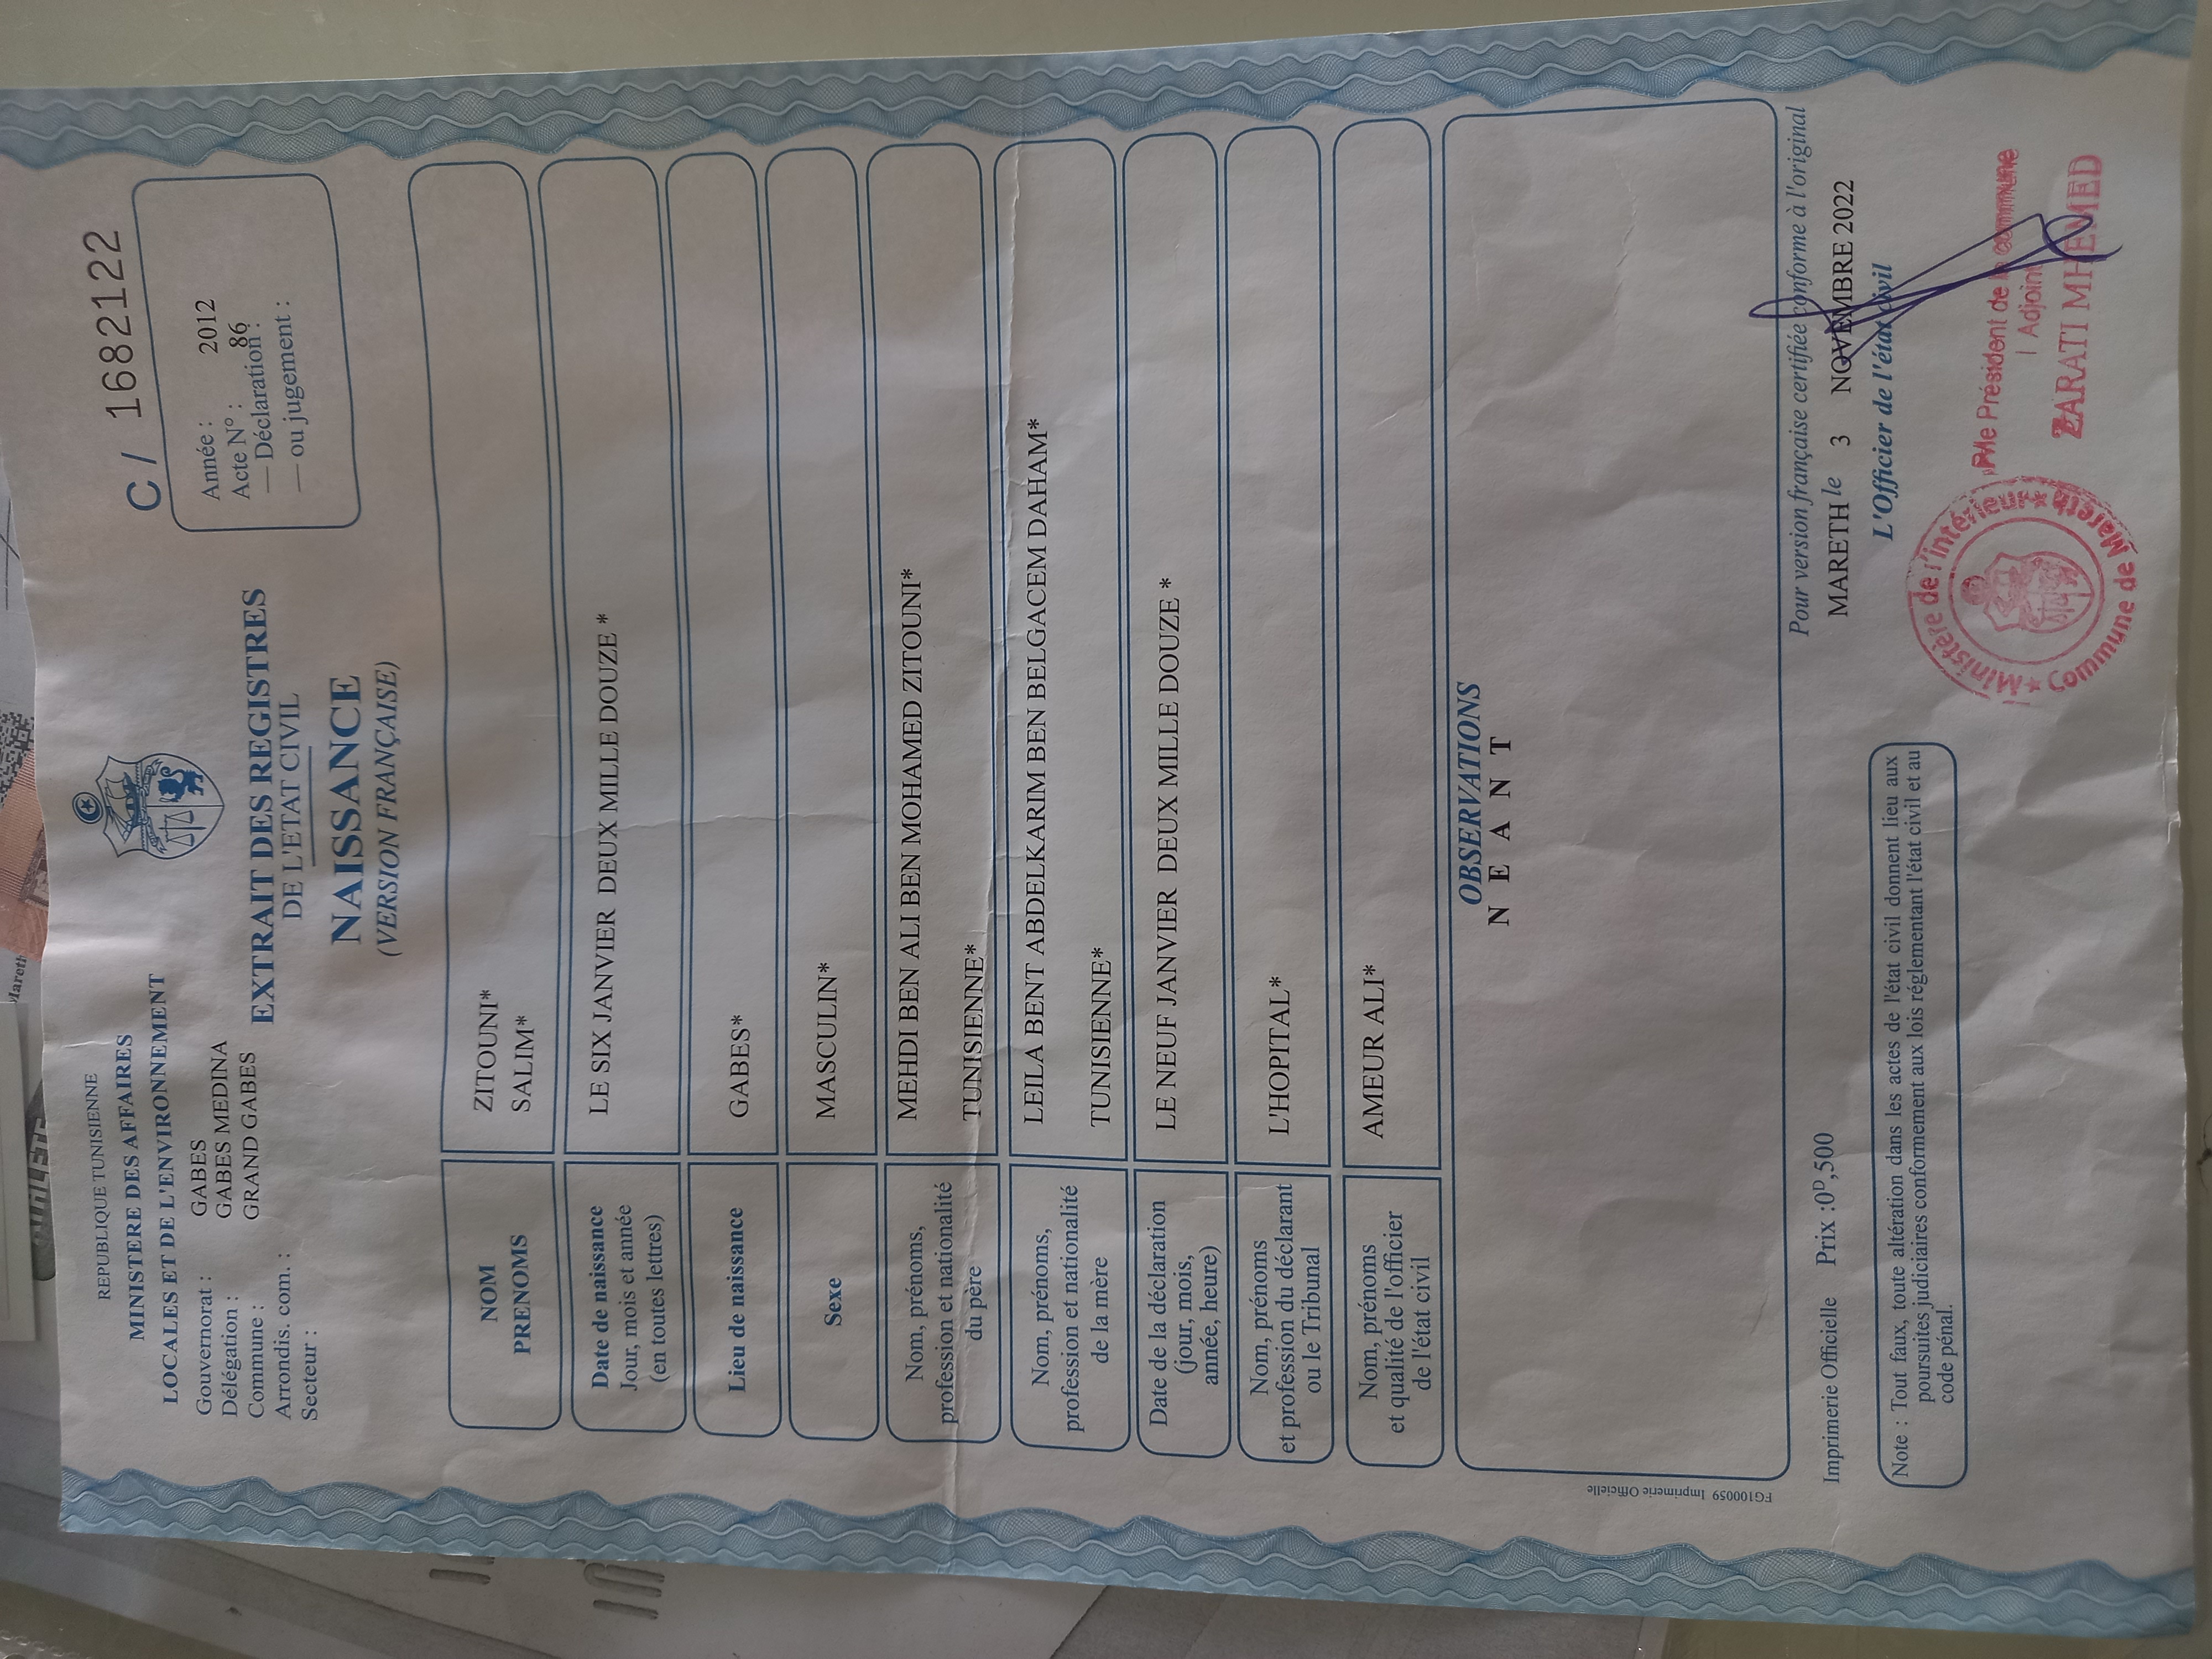 REPUBLIQUE TUNISIENNE
MINISTERE DES AFFAIRES
LOCALES ET DE L'ENVIRONNEMENT
Gouvernorat : GABES
Délégation : GABES MEDINA
Commune : GRAND GABES
Arrondis. com. :
Secteur :
C / 1682122
Année : 2012
Acte N° : 86
— Déclaration :
— ou jugement :
EXTRAIT DES REGISTRES
DE L'ETAT CIVIL
NAISSANCE
(VERSION FRANÇAISE)
NOM ZITOUNI*
PRENOMS SALIM*
Date de naissance
Jour, mois et année
(en toutes lettres)
LE SIX JANVIER DEUX MILLE DOUZE *
Lieu de naissance GABES*
Sexe MASCULIN*
Nom, prénoms,
profession et nationalité
du père
MEHDI BEN ALI BEN MOHAMED ZITOUNI*
TUNISIENNE*
Nom, prénoms,
profession et nationalité
de la mère
LEILA BENT ABDELKARIM BEN BELGACEM DAHAM*
TUNISIENNE*
Date de la déclaration
(jour, mois,
année, heure)
LE NEUF JANVIER DEUX MILLE DOUZE *
Nom, prénoms
et profession du déclarant
ou le Tribunal
L'HOPITAL*
Nom, prénoms
et qualité de l'officier
de l'état civil
AMEUR ALI*
OBSERVATIONS
N E A N T
FG100059 Imprimerie Officielle
Imprimerie Officielle Prix :0D,500
Pour version française certifiée conforme à l'original
MARETH le 3 NOVEMBRE 2022
L'Officier de l'état civil
P/le Président de la commune
1 Adjoint
ZARATI MHEMED
Ministère de l'intérieur
Commune de Mareth
Note : Tout faux, toute altération dans les actes de l'état civil donnent lieu aux
poursuites judiciaires conformement aux lois réglementant l'état civil et au
code pénal.
Mareth